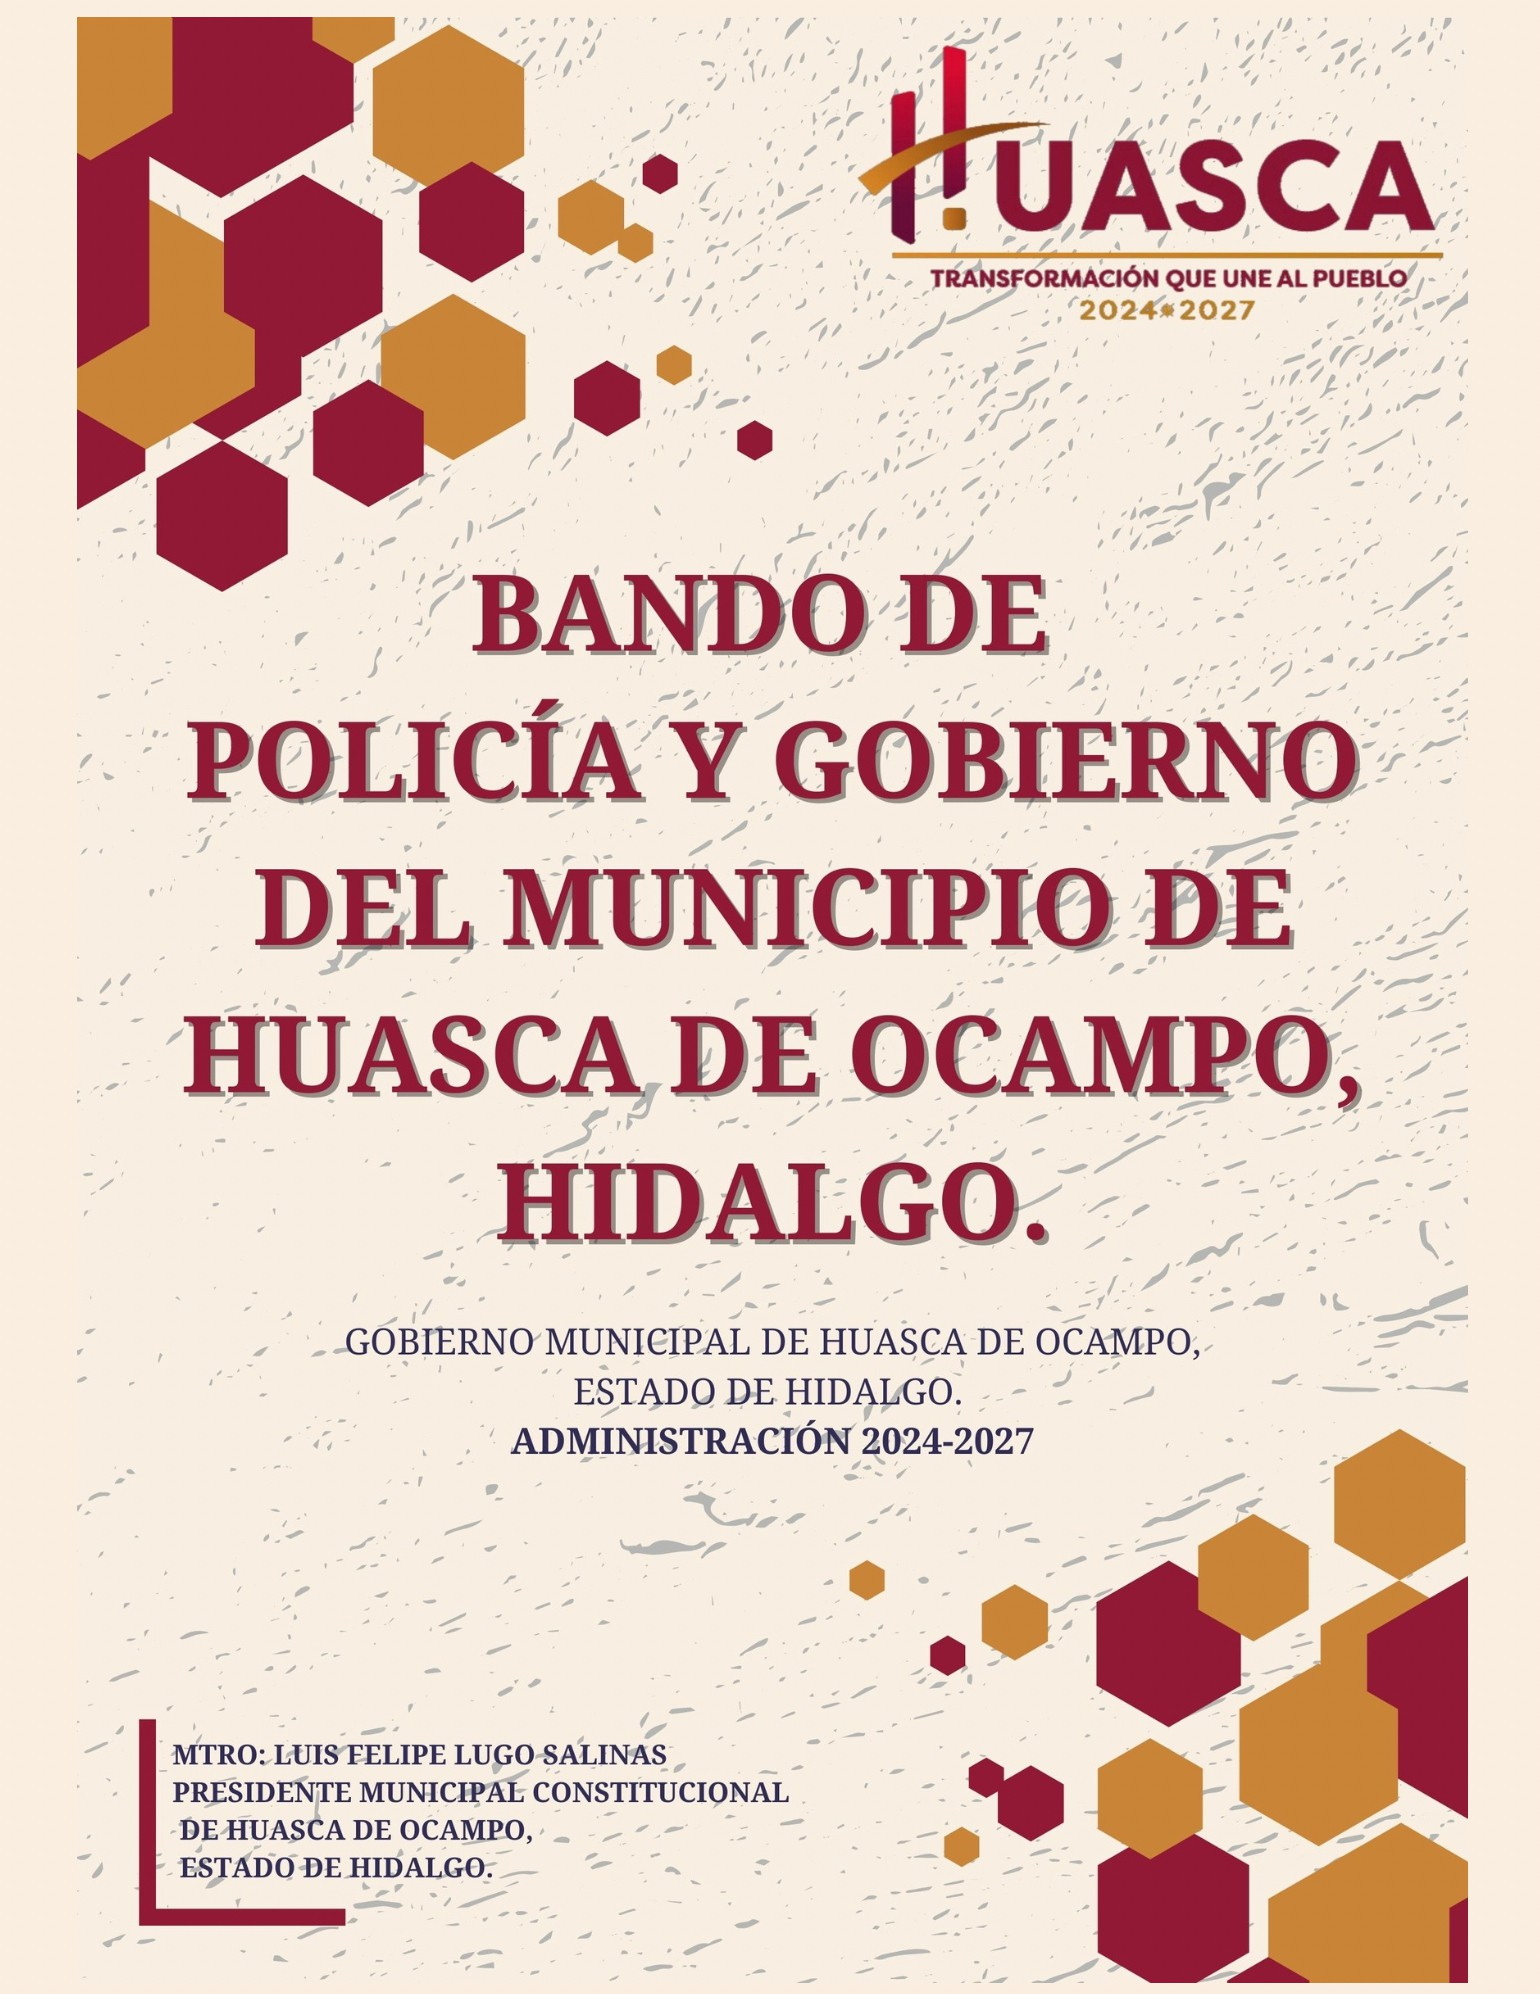 HUASCA
TRANSFORMACIÓN QUE UNE AL PUEBLO
2024*2027
BANDO DE
POLICÍA Y GOBIERNO
DEL MUNICIPIO DE
HUASCA DE OCAMPO,
HIDALGO.
GOBIERNO MUNICIPAL DE HUASCA DE OCAMPO,
ESTADO DE HIDALGO.
ADMINISTRACIÓN 2024-2027
MTRO: LUIS FELIPE LUGO SALINAS
PRESIDENTE MUNICIPAL CONSTITUCIONAL
DE HUASCA DE OCAMPO,
ESTADO DE HIDALGO.